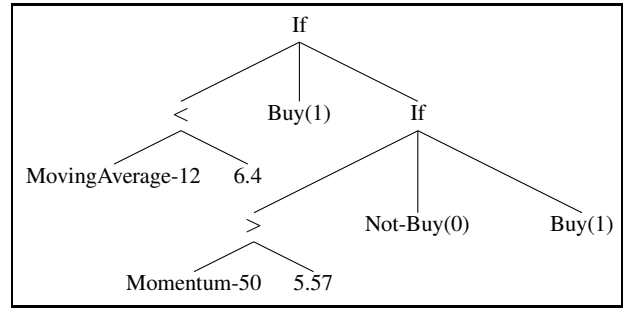 If
< Buy(1) If
MovingAverage-12 6.4
> Not-Buy(0) Buy(1)
Momentum-50 5.57